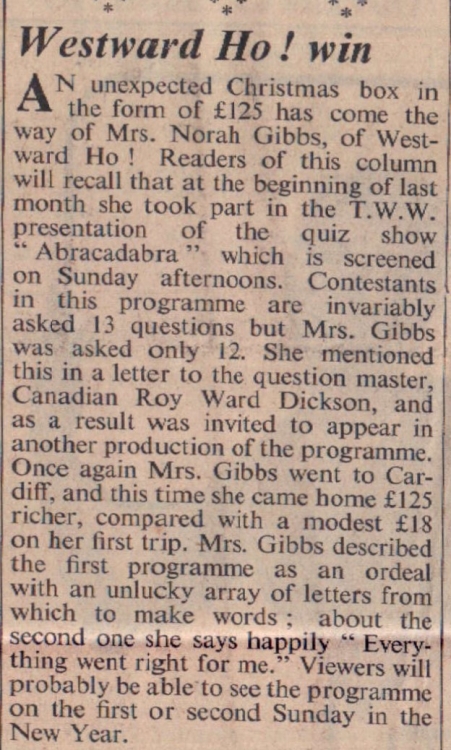 Westward Ho! win
AN unexpected Christmas box in
the form of £125 has come the
way of Mrs. Norah Gibbs, of West-
ward Ho! Readers of this column
will recall that at the beginning of last
month she took part in the T.W.W.
presentation of the quiz show
“Abracadabra” which is screened
on Sunday afternoons. Contestants
in this programme are invariably
asked 13 questions but Mrs. Gibbs
was asked only 12. She mentioned
this in a letter to the question master,
Canadian Roy Ward Dickson, and
as a result was invited to appear in
another production of the programme.
Once again Mrs. Gibbs went to Car-
diff, and this time she came home £125
richer, compared with a modest £18
on her first trip. Mrs. Gibbs described
the first programme as an ordeal
with an unlucky array of letters from
which to make words; about the
second one she says happily “Every-
thing went right for me.” Viewers will
probably be able to see the programme
on the first or second Sunday in the
New Year.